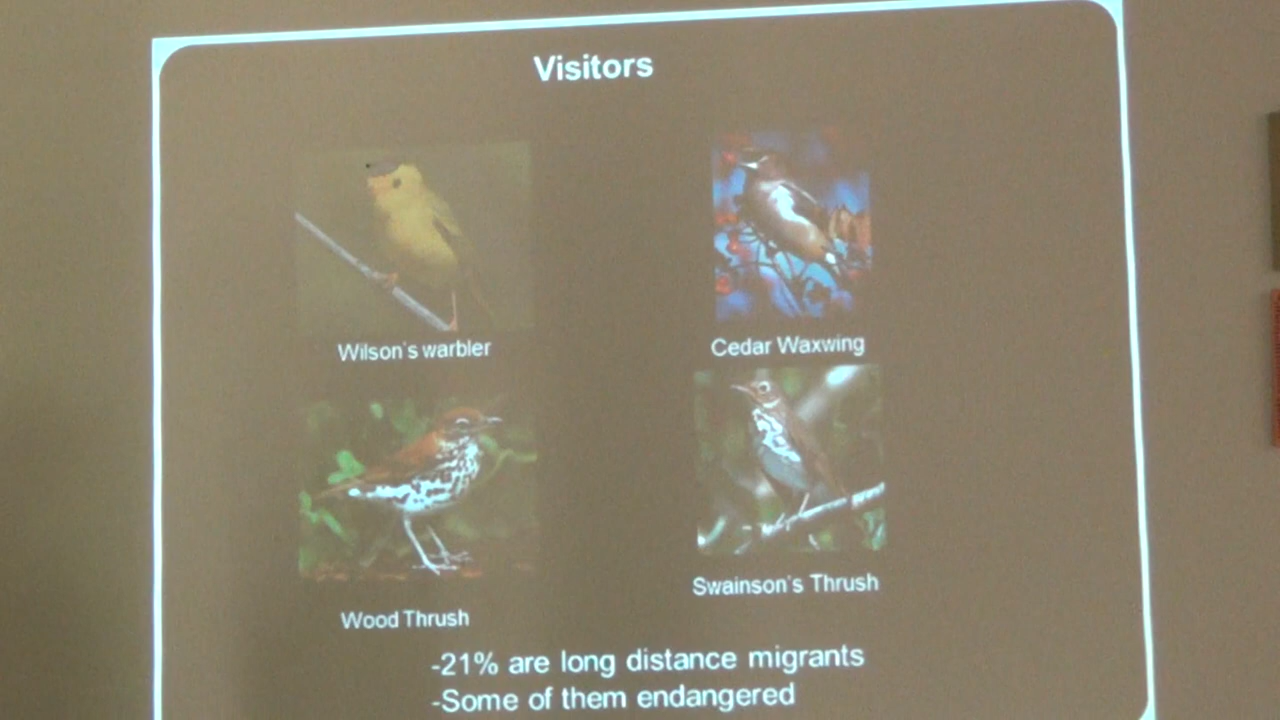 Visitors
Wilson's warbler
Cedar Waxwing
Wood Thrush
Swainson's Thrush
-21% are long distance migrants
-Some of them endangered